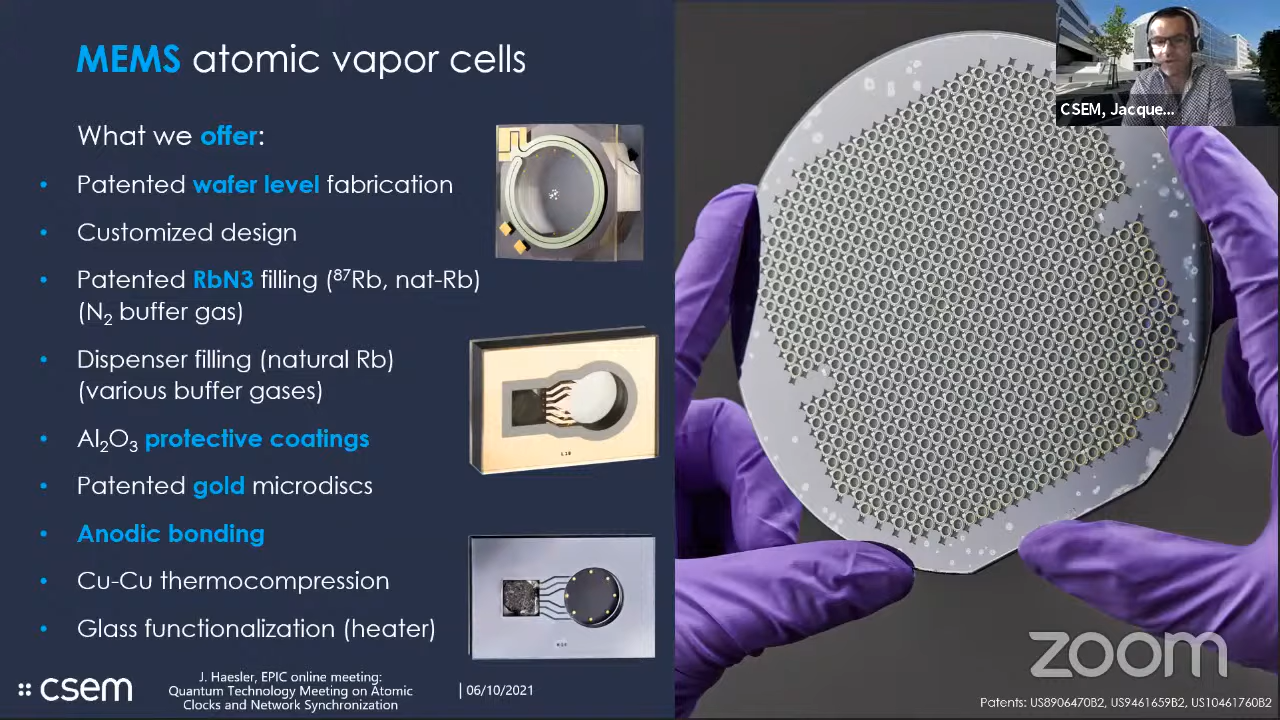 MEMS atomic vapor cells
What we offer:
• Patented wafer level fabrication
• Customized design
• Patented RbN3 filling (⁸⁷Rb, nat-Rb)
(N₂ buffer gas)
• Dispenser filling (natural Rb)
(various buffer gases)
• Al₂O₃ protective coatings
• Patented gold microdiscs
• Anodic bonding
• Cu-Cu thermocompression
• Glass functionalization (heater)
csem
J. Haesler, EPIC online meeting:
Quantum Technology Meeting on Atomic
Clocks and Network Synchronization
| 06/10/2021
CSEM, Jacque...
zoom
Patents: US8906470B2, US9461659B2, US10461760B2